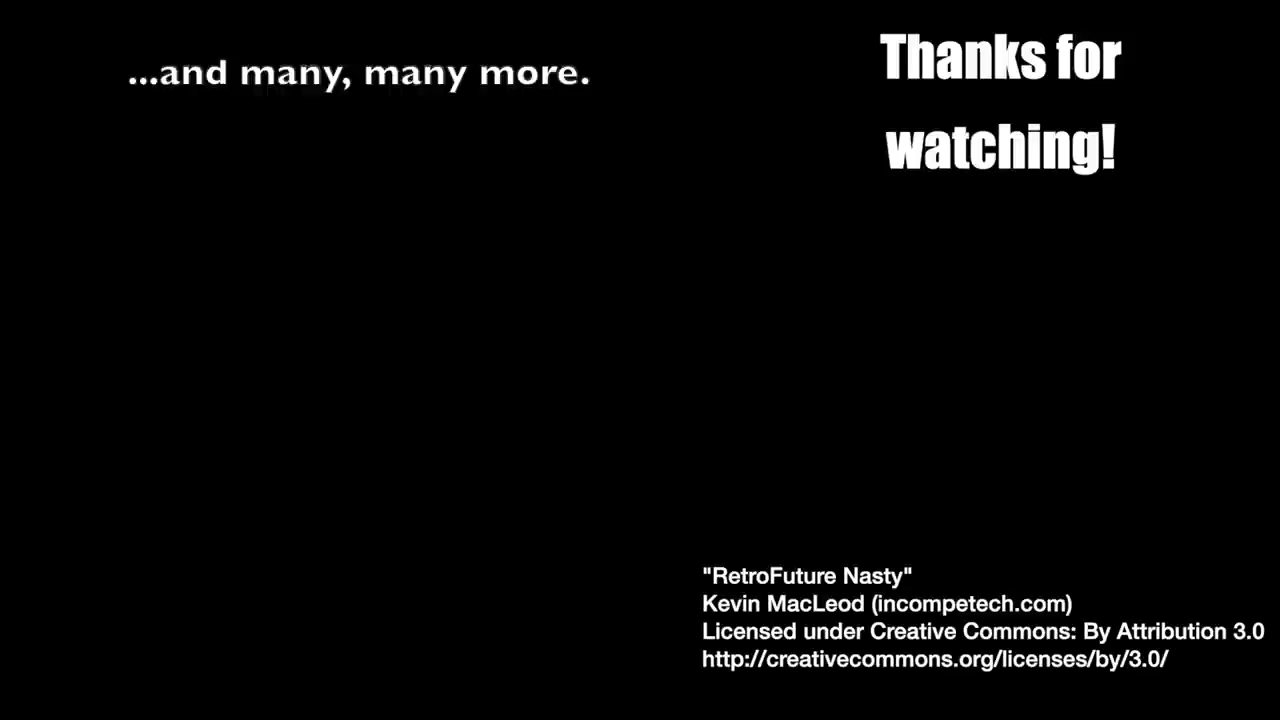 ...and many, many more.
Thanks for
watching!
"RetroFuture Nasty"
Kevin MacLeod (incompetech.com)
Licensed under Creative Commons: By Attribution 3.0
http://creativecommons.org/licenses/by/3.0/